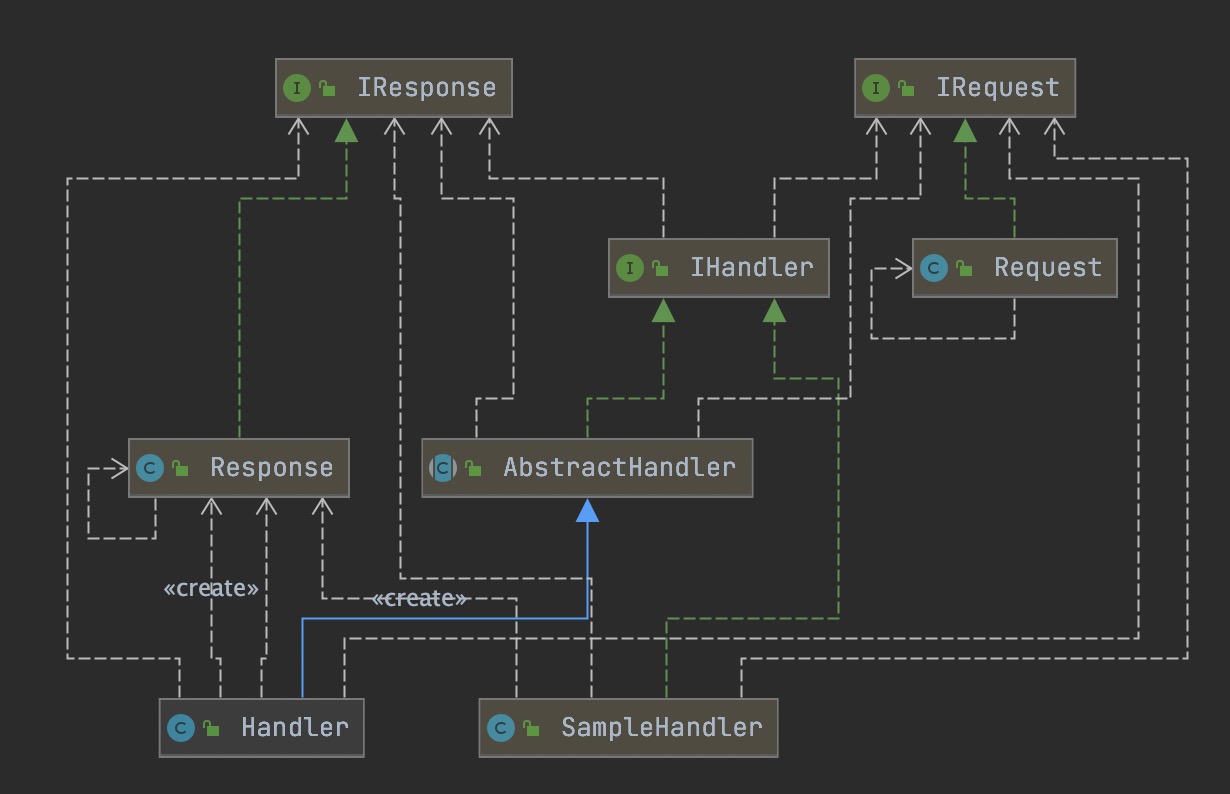 I IResponse
I IRequest
I IHandler
C Request
C Response
C AbstractHandler
«create»
«create»
C Handler
C SampleHandler